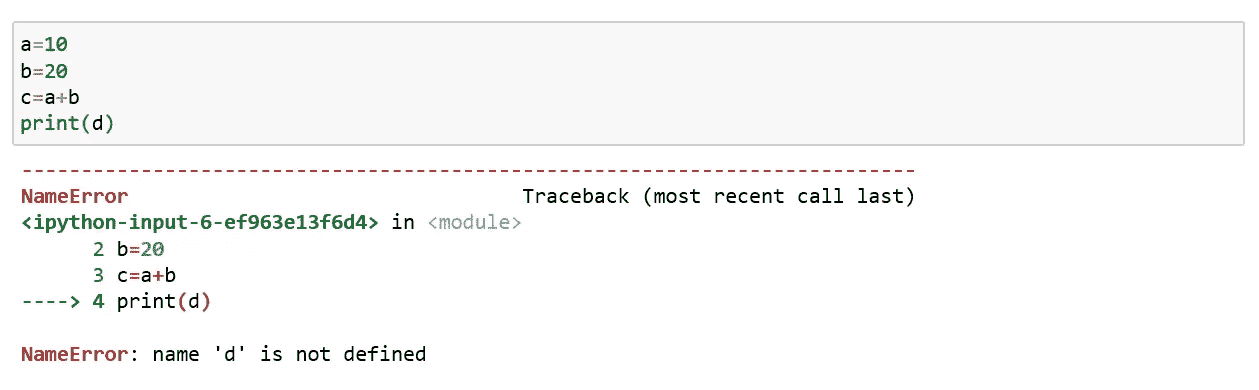 a=10
b=20
c=a+b
print(d)
---------------------------------------------------------------------------
NameError                                 Traceback (most recent call last)
<ipython-input-6-ef963e13f6d4> in <module>
      2 b=20
      3 c=a+b
----> 4 print(d)
NameError: name 'd' is not defined